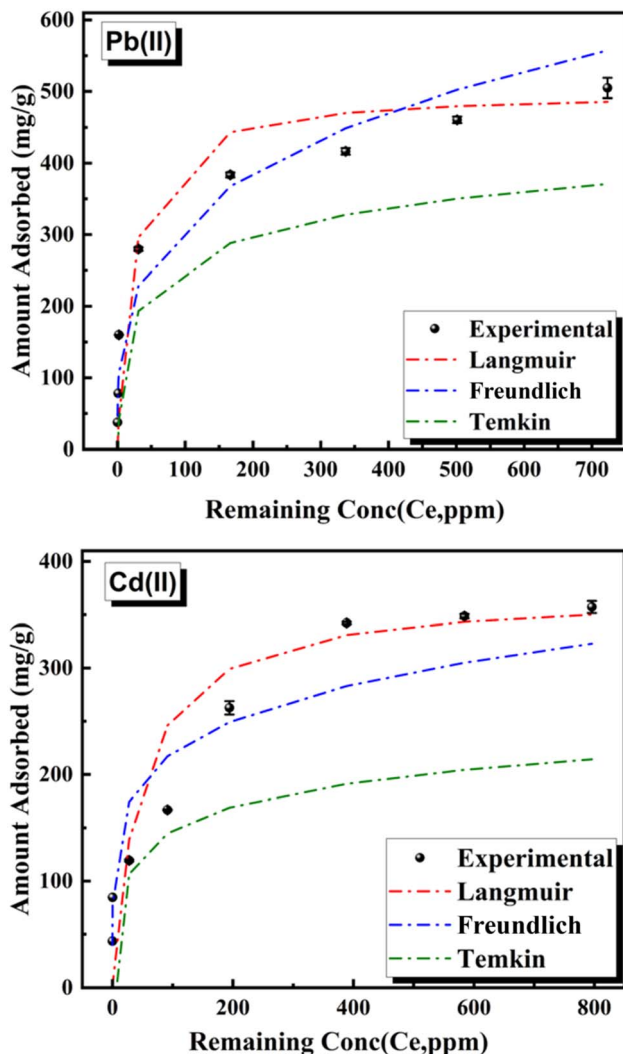 600
Pb(II)
500
400
300
200
100
0
Amount Adsorbed (mg/g)
Experimental
Langmuir
Freundlich
Temkin
0 100 200 300 400 500 600 700
Remaining Conc(Ce,ppm)
400
Cd(II)
300
200
100
0
Amount Adsorbed (mg/g)
Experimental
Langmuir
Freundlich
Temkin
0 200 400 600 800
Remaining Conc(Ce,ppm)